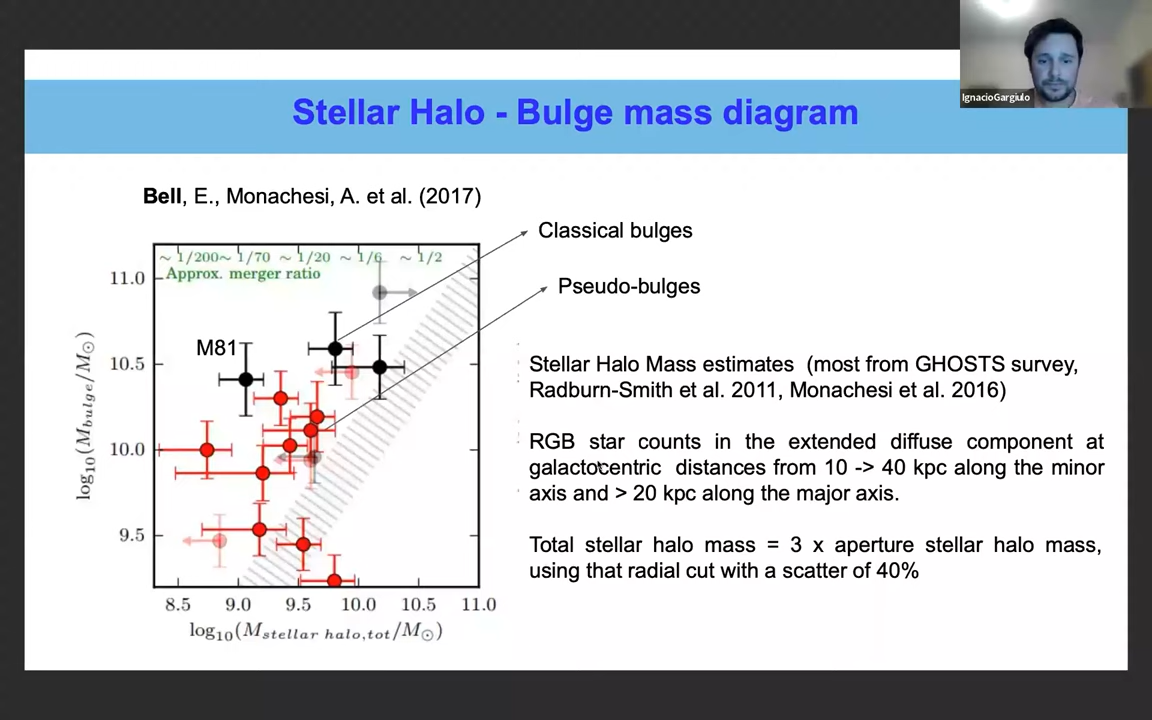 IgnacioGargiulo
Stellar Halo - Bulge mass diagram
Bell, E., Monachesi, A. et al. (2017)
Classical bulges
Pseudo-bulges
~ 1/200 ~ 1/70 ~ 1/20 ~ 1/6 ~ 1/2
Approx. merger ratio
M81
11.0
10.5
10.0
9.5
log10(Mbulge/M⊙)
8.5 9.0 9.5 10.0 10.5 11.0
log10(Mstellar halo,tot/M⊙)
Stellar Halo Mass estimates (most from GHOSTS survey,
Radburn-Smith et al. 2011, Monachesi et al. 2016)
RGB star counts in the extended diffuse component at
galactocentric distances from 10 -> 40 kpc along the minor
axis and > 20 kpc along the major axis.
Total stellar halo mass = 3 x aperture stellar halo mass,
using that radial cut with a scatter of 40%